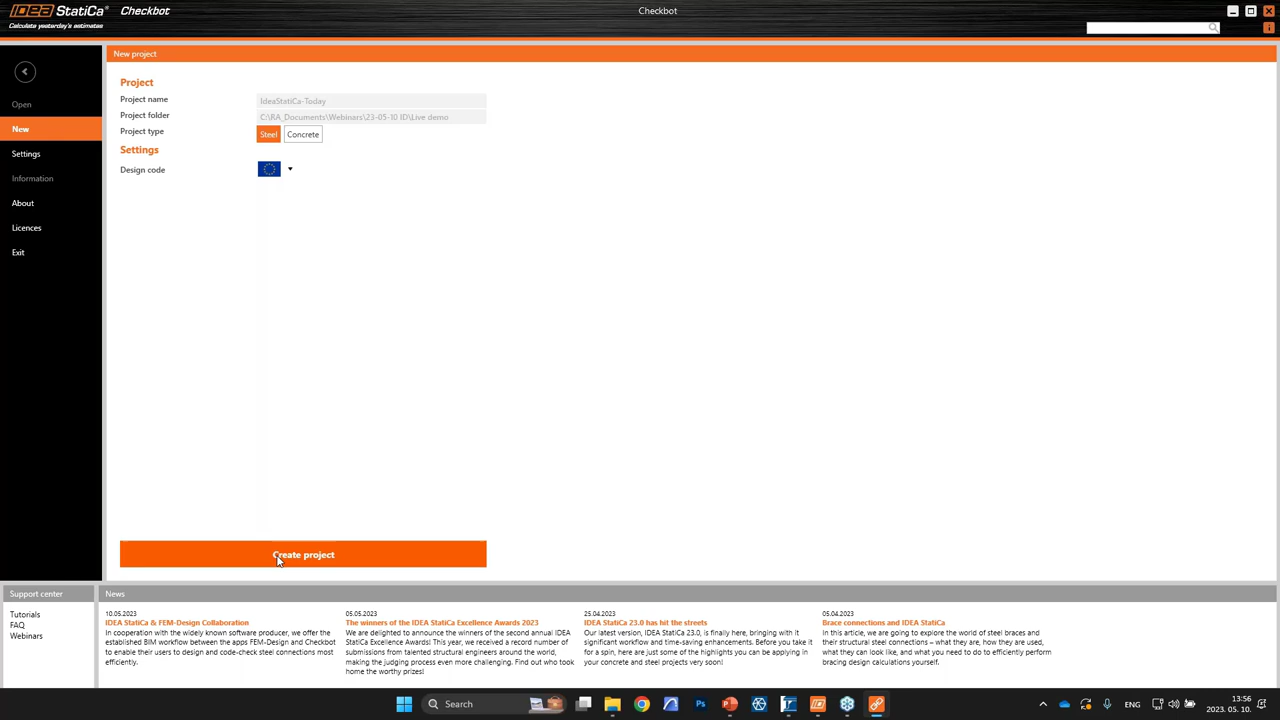 IDEA StatiCa® Checkbot
Calculate yesterday's estimates
Checkbot
Open
New
Settings
Information
About
Licences
Exit
New project
Project
Project name IdeaStatiCa-Today
Project folder C:\RA_Documents\Webinars\23-05-10 ID\Live demo
Project type Steel Concrete
Settings
Design code
Create project
Support center
Tutorials
FAQ
Webinars
News
10.05.2023
IDEA StatiCa & FEM-Design Collaboration
In cooperation with the widely known software producer, we offer the
established BIM workflow between the apps FEM-Design and Checkbot
to enable their users to design and code-check steel connections most
efficiently.
05.05.2023
The winners of the IDEA StatiCa Excellence Awards 2023
We are delighted to announce the winners of the second annual IDEA
StatiCa Excellence Awards! This year, we received a record number of
submissions from talented structural engineers around the world,
making the judging process even more challenging. Find out who took
home the worthy prizes!
25.04.2023
IDEA StatiCa 23.0 has hit the streets
Our latest version, IDEA StatiCa 23.0, is finally here, bringing with it
significant workflow and time-saving enhancements. Before you take it
for a spin, here are just some of the highlights you can be applying in
your concrete and steel projects very soon!
05.04.2023
Brace connections and IDEA StatiCa
In this article, we are going to explore the world of steel braces and
their structural systems – what they are, how they are used,
what they can look like, and what you need to do to efficiently perform
bracing design calculations yourself.
Search
ENG
13:56
2023. 05. 10.